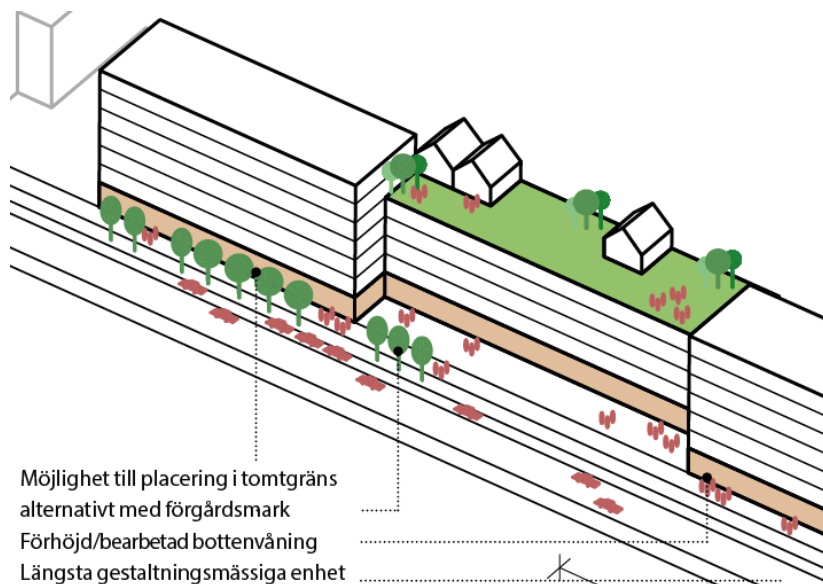 Möjlighet till placering i tomtgräns
alternativt med förgårdsmark
Förhöjd/bearbetad bottenvåning
Längsta gestaltningsmässiga enhet